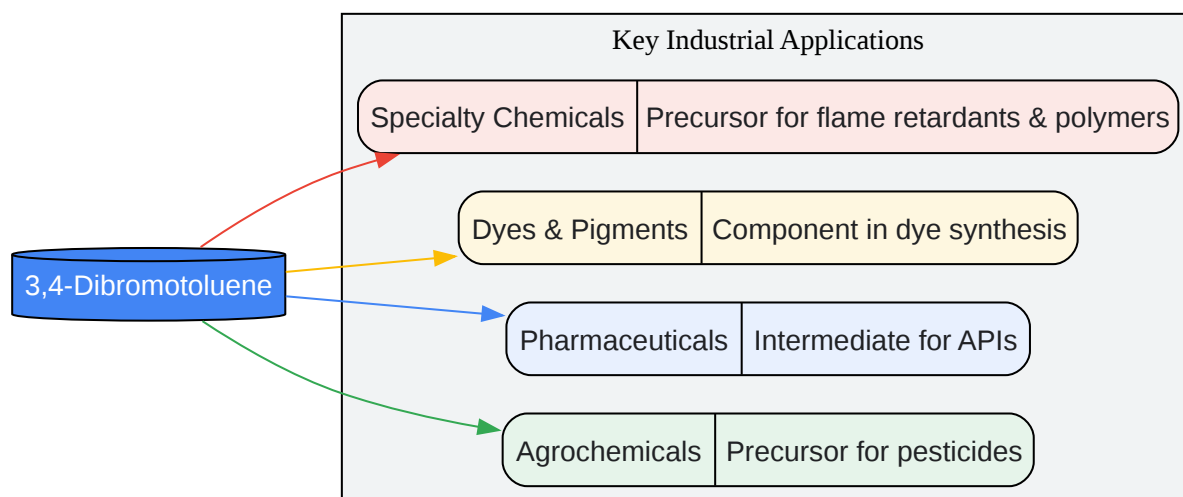 Key Industrial Applications
Specialty Chemicals
Precursor for flame retardants & polymers
Dyes & Pigments
Component in dye synthesis
3,4-Dibromotoluene
Pharmaceuticals
Intermediate for APIs
Agrochemicals
Precursor for pesticides